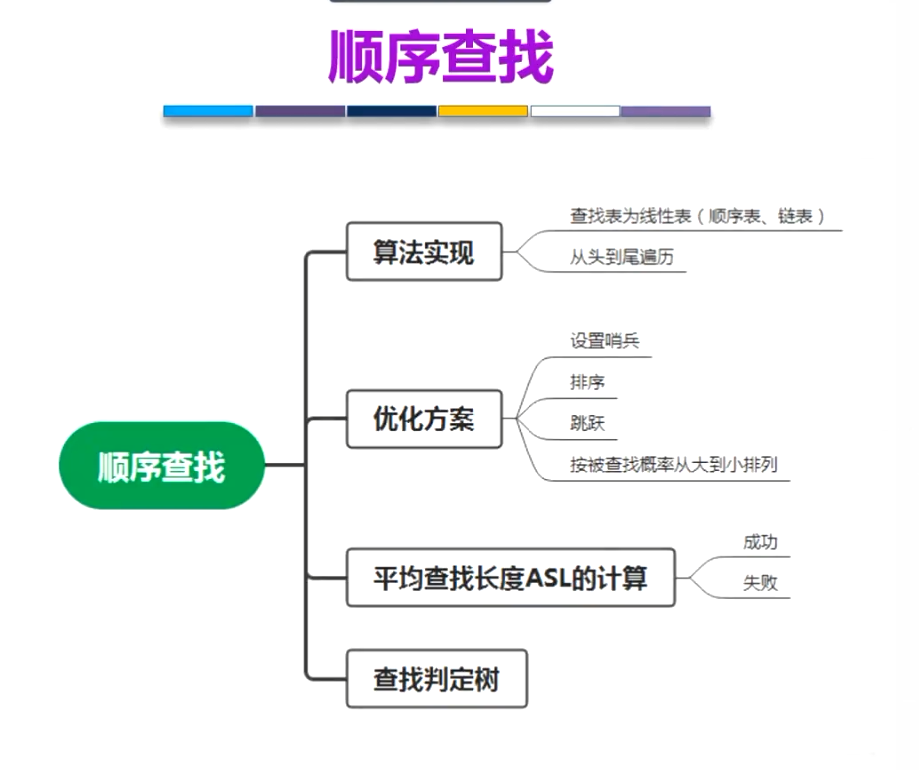 顺序查找
顺序查找
算法实现
查找表为线性表（顺序表、链表）
从头到尾遍历
优化方案
设置哨兵
排序
跳跃
按被查找概率从大到小排列
平均查找长度ASL的计算
成功
失败
查找判定树